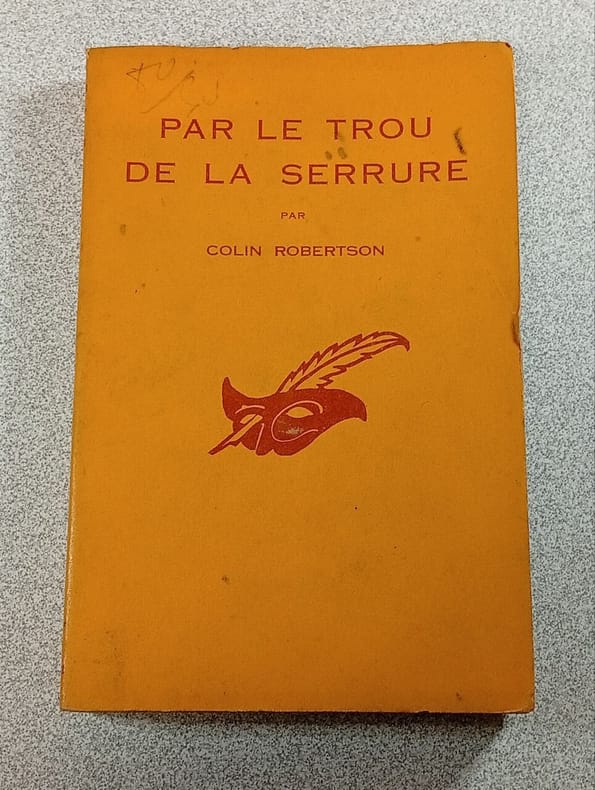 PAR LE TROU
DE LA SERRURE
PAR
COLIN ROBERTSON